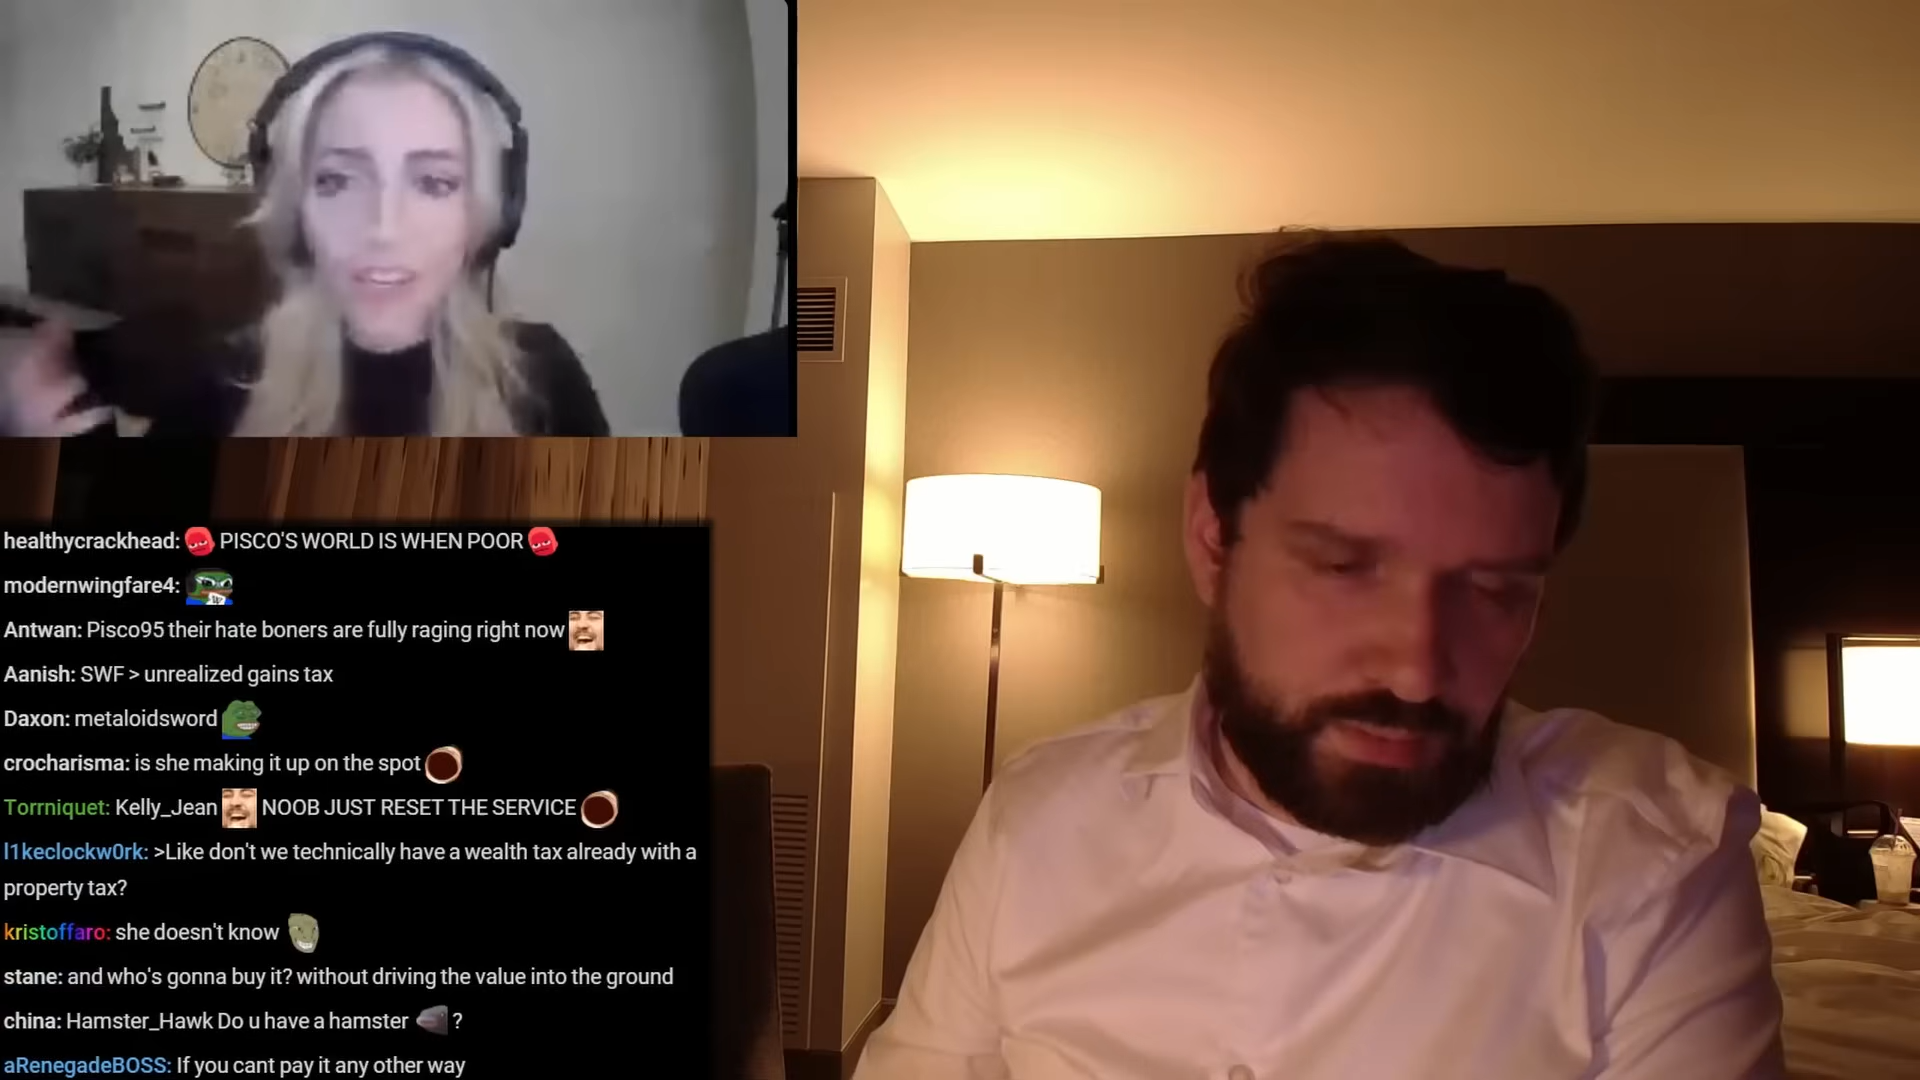 healthycrackhead: PISCO'S WORLD IS WHEN POOR
modernwingfare4:
Antwan: Pisco95 their hate boners are fully raging right now
Aanish: SWF > unrealized gains tax
Daxon: metaloidsword
crocharisma: is she making it up on the spot
Torrniquet: Kelly_Jean NOOB JUST RESET THE SERVICE
l1keclockw0rk: >Like don't we technically have a wealth tax already with a
property tax?
kristoffaro: she doesn't know
stane: and who's gonna buy it? without driving the value into the ground
china: Hamster_Hawk Do u have a hamster ?
aRenegadeBOSS: If you cant pay it any other way